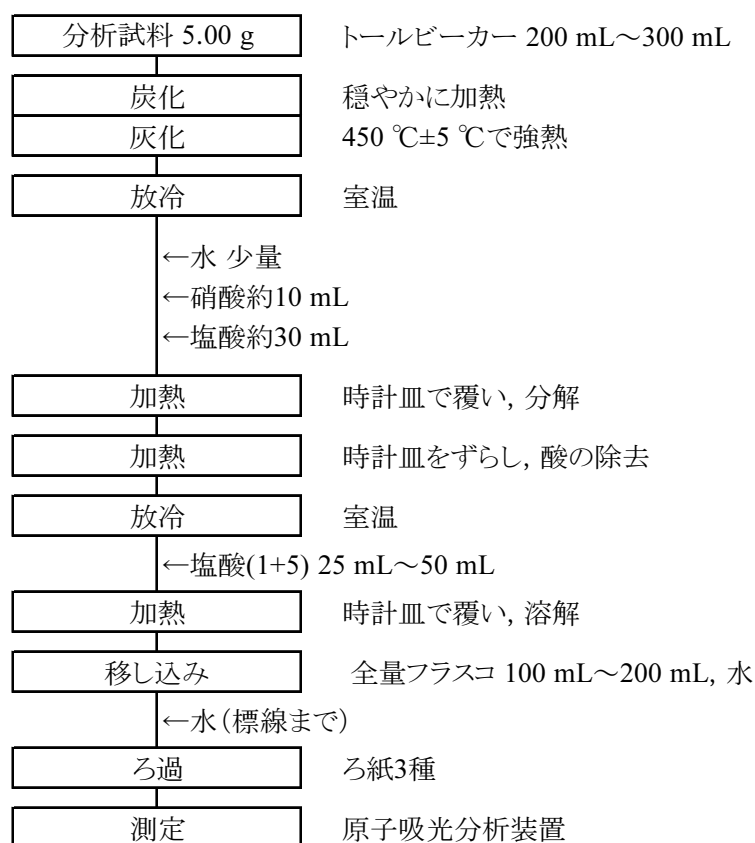 分析試料 5.00 g トールビーカー 200 mL～300 mL
炭化 穏やかに加熱
灰化 450 ℃±5 ℃で強熱
放冷 室温
←水 少量
←硝酸約10 mL
←塩酸約30 mL
加熱 時計皿で覆い, 分解
加熱 時計皿をずらし, 酸の除去
放冷 室温
←塩酸(1+5) 25 mL～50 mL
加熱 時計皿で覆い, 溶解
移し込み 全量フラスコ 100 mL～200 mL, 水
←水（標線まで）
ろ過 ろ紙3種
測定 原子吸光分析装置